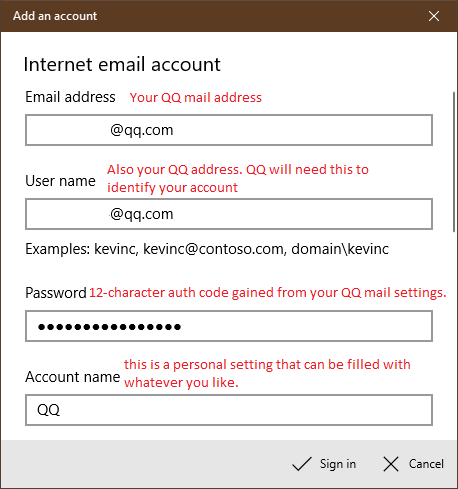 Add an account
Internet email account
Email address Your QQ mail address
@qq.com
User name Also your QQ address. QQ will need this to
identify your account
@qq.com
Examples: kevinc, kevinc@contoso.com, domain\kevinc
Password 12-character auth code gained from your QQ mail settings.
●●●●●●●●●●●●●●●●
Account name this is a personal setting that can be filled with
whatever you like.
QQ
Sign in Cancel